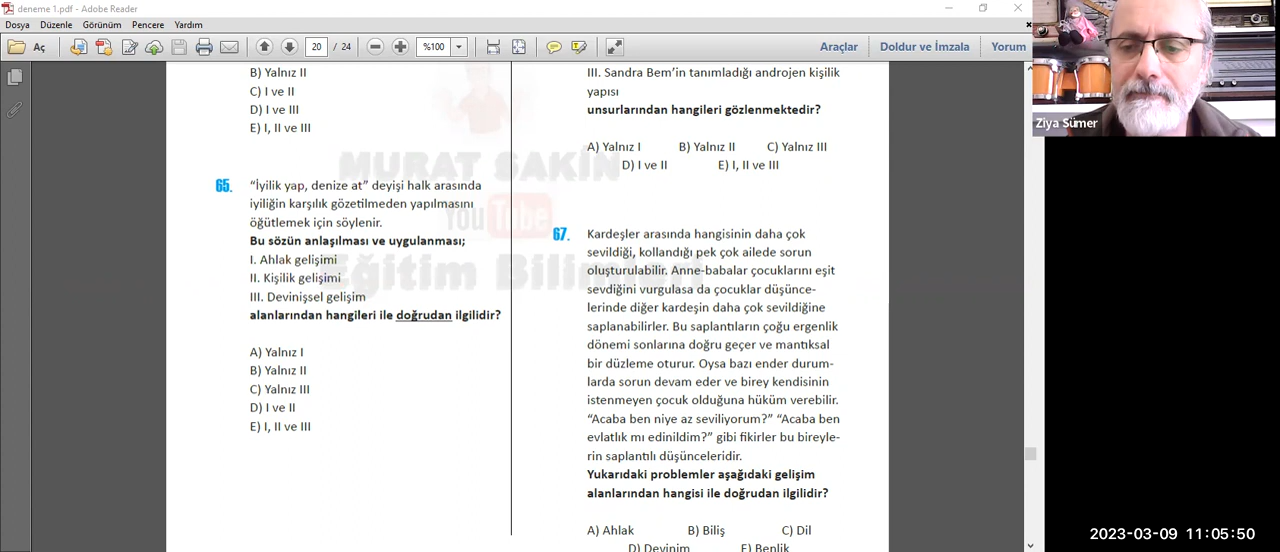 deneme 1.pdf - Adobe Reader
Dosya Düzenle Görünüm Pencere Yardım
Aç 20 / 24 %100 Araçlar Doldur ve İmzala Yorum
B) Yalnız II
C) I ve II
D) I ve III
E) I, II ve III
65. "İyilik yap, denize at" deyişi halk arasında
iyiliğin karşılık gözetilmeden yapılmasını
öğütlemek için söylenir.
Bu sözün anlaşılması ve uygulanması;
I. Ahlak gelişimi
II. Kişilik gelişimi
III. Devinişsel gelişim
alanlarından hangileri ile doğrudan ilgilidir?
A) Yalnız I
B) Yalnız II
C) Yalnız III
D) I ve II
E) I, II ve III
III. Sandra Bem'in tanımladığı androjen kişilik
yapısı
unsurlarından hangileri gözlenmektedir?
A) Yalnız I B) Yalnız II C) Yalnız III
D) I ve II E) I, II ve III
67. Kardeşler arasında hangisinin daha çok
sevildiği, kollandığı pek çok ailede sorun
oluşturulabilir. Anne-babalar çocuklarını eşit
sevdiğini vurgulasa da çocuklar düşünce-
lerinde diğer kardeşin daha çok sevildiğine
saplanabilirler. Bu saplantıların çoğu ergenlik
dönemi sonlarına doğru geçer ve mantıksal
bir düzleme oturur. Oysa bazı ender durum-
larda sorun devam eder ve birey kendisinin
istenmeyen çocuk olduğuna hüküm verebilir.
"Acaba ben niye az seviliyorum?" "Acaba ben
evlatlık mı edinildim?" gibi fikirler bu bireyle-
rin saplantılı düşünceleridir.
Yukarıdaki problemler aşağıdaki gelişim
alanlarından hangisi ile doğrudan ilgilidir?
A) Ahlak B) Biliş C) Dil
D) Devinim E) Benlik
MURAT SAKİN
YouTube
Eğitim Bilimleri
Ziya Sümer
2023-03-09 11:05:50